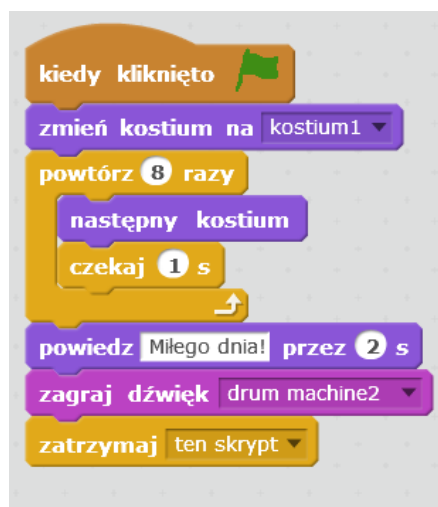 kiedy kliknięto
zmień kostium na kostium1
powtórz 8 razy
następny kostium
czekaj 1 s
powiedz Miłego dnia! przez 2 s
zagraj dźwięk drum machine2
zatrzymaj ten skrypt